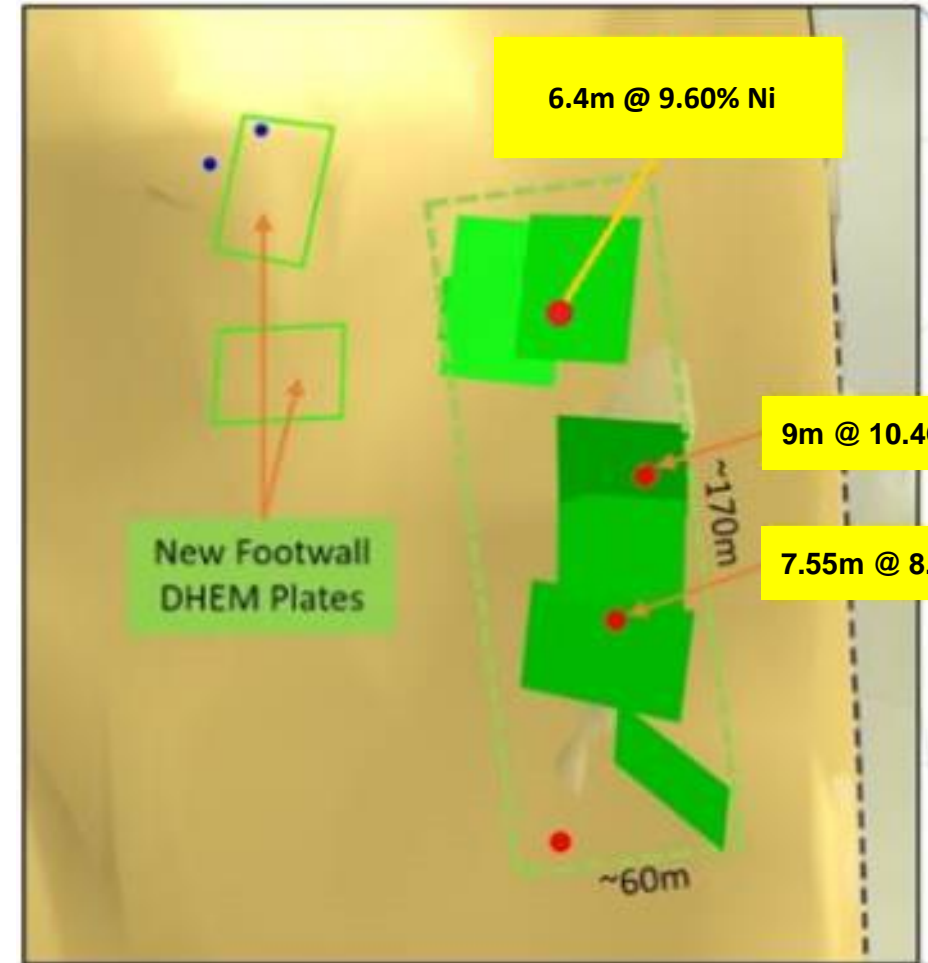 6.4m @ 9.60% Ni
9m @ 10.4
~170m
7.55m @ 8.
New Footwall
DHEM Plates
~60m